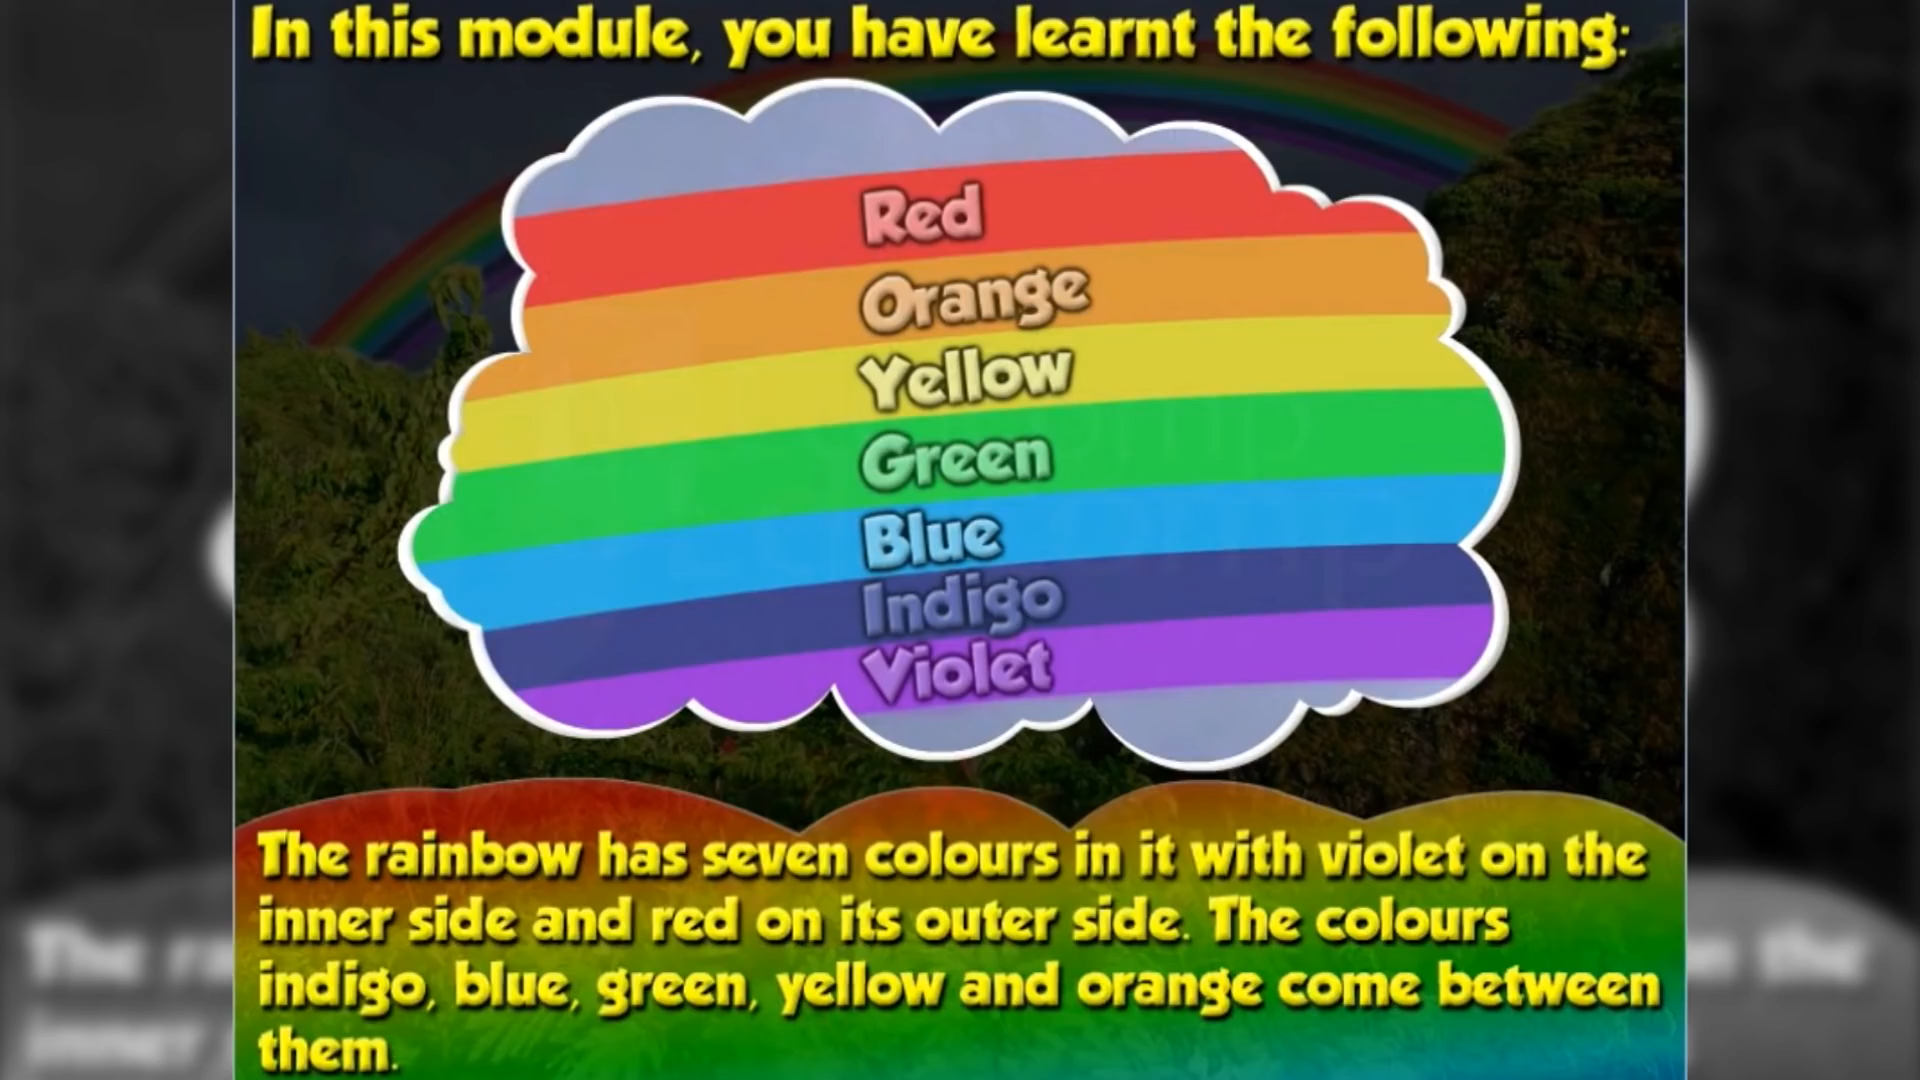 In this module, you have learnt the following:
Red
Orange
Yellow
Green
Blue
Indigo
Violet
The rainbow has seven colours in it with violet on the
inner side and red on its outer side. The colours
indigo, blue, green, yellow and orange come between
them.